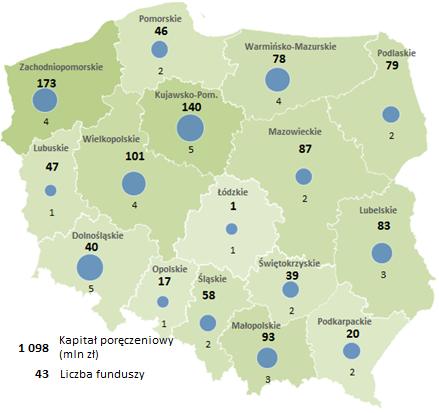 Pomorskie
46
2
Warmińsko-Mazurskie
78
4
Podlaskie
79
2
Zachodniopomorskie
173
4
Kujawsko-Pom.
140
5
Mazowieckie
87
2
Wielkopolskie
101
4
Lubuskie
47
1
Łódzkie
1
1
Lubelskie
83
3
Dolnośląskie
40
5
Opolskie
17
1
Śląskie
58
2
Świętokrzyskie
39
2
Małopolskie
93
3
Podkarpackie
20
2
1 098 Kapitał poręczeniowy
(mln zł)
43 Liczba funduszy